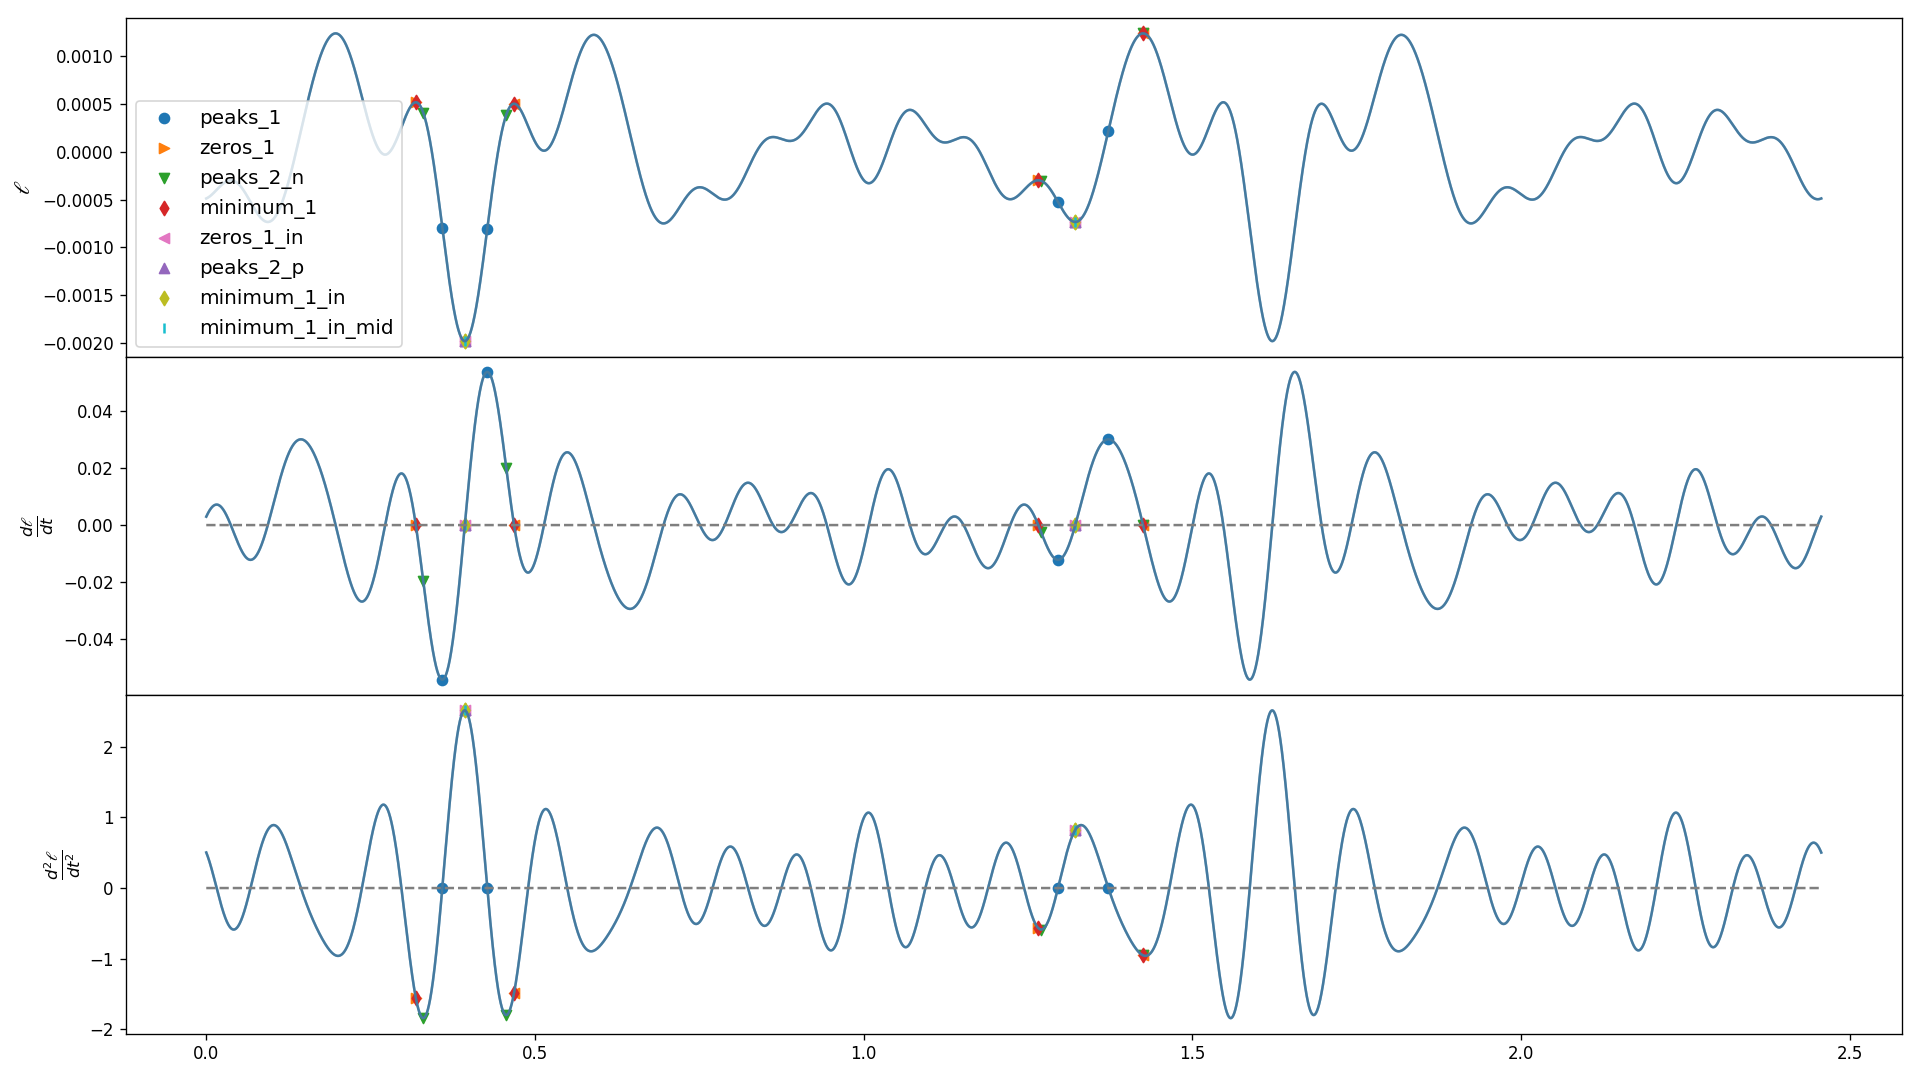 0.0010
0.0005
0.0000
−0.0005
−0.0010
−0.0015
−0.0020
ℓ
peaks_1
zeros_1
peaks_2_n
minimum_1
zeros_1_in
peaks_2_p
minimum_1_in
minimum_1_in_mid
0.04
0.02
0.00
−0.02
−0.04
dℓ
dt
2
1
0
−1
−2
d²ℓ
dt²
0.0 0.5 1.0 1.5 2.0 2.5